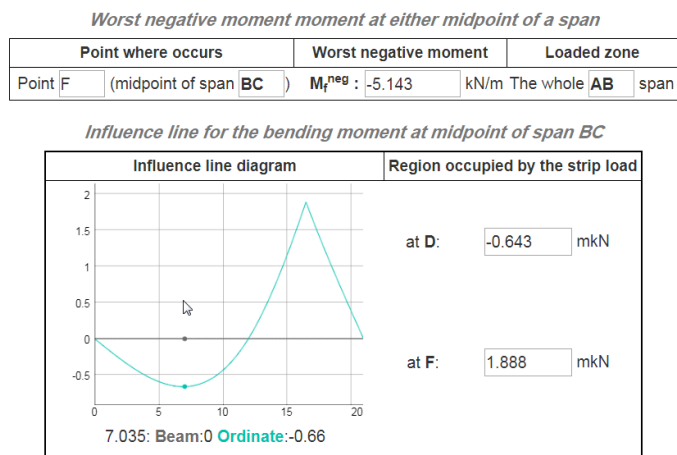 Worst negative moment moment at either midpoint of a span
Point where occurs Worst negative moment Loaded zone
Point F (midpoint of span BC ) Mfneg : -5.143 kN/m The whole AB span
Influence line for the bending moment at midpoint of span BC
Influence line diagram Region occupied by the strip load
2
1.5
1
0.5
0
-0.5
0 5 10 15 20
7.035: Beam:0 Ordinate:-0.66
at D: -0.643 mkN
at F: 1.888 mkN